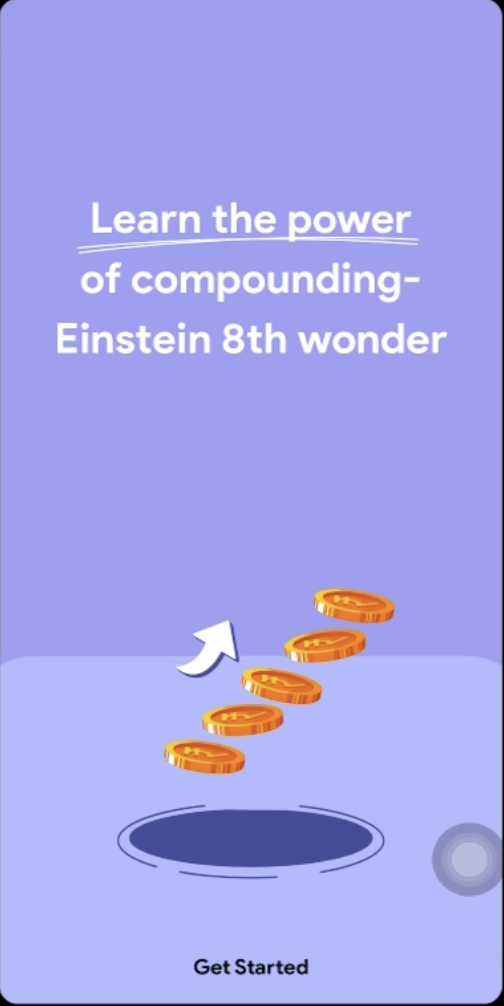 Learn the power
of compounding-
Einstein 8th wonder
Get Started